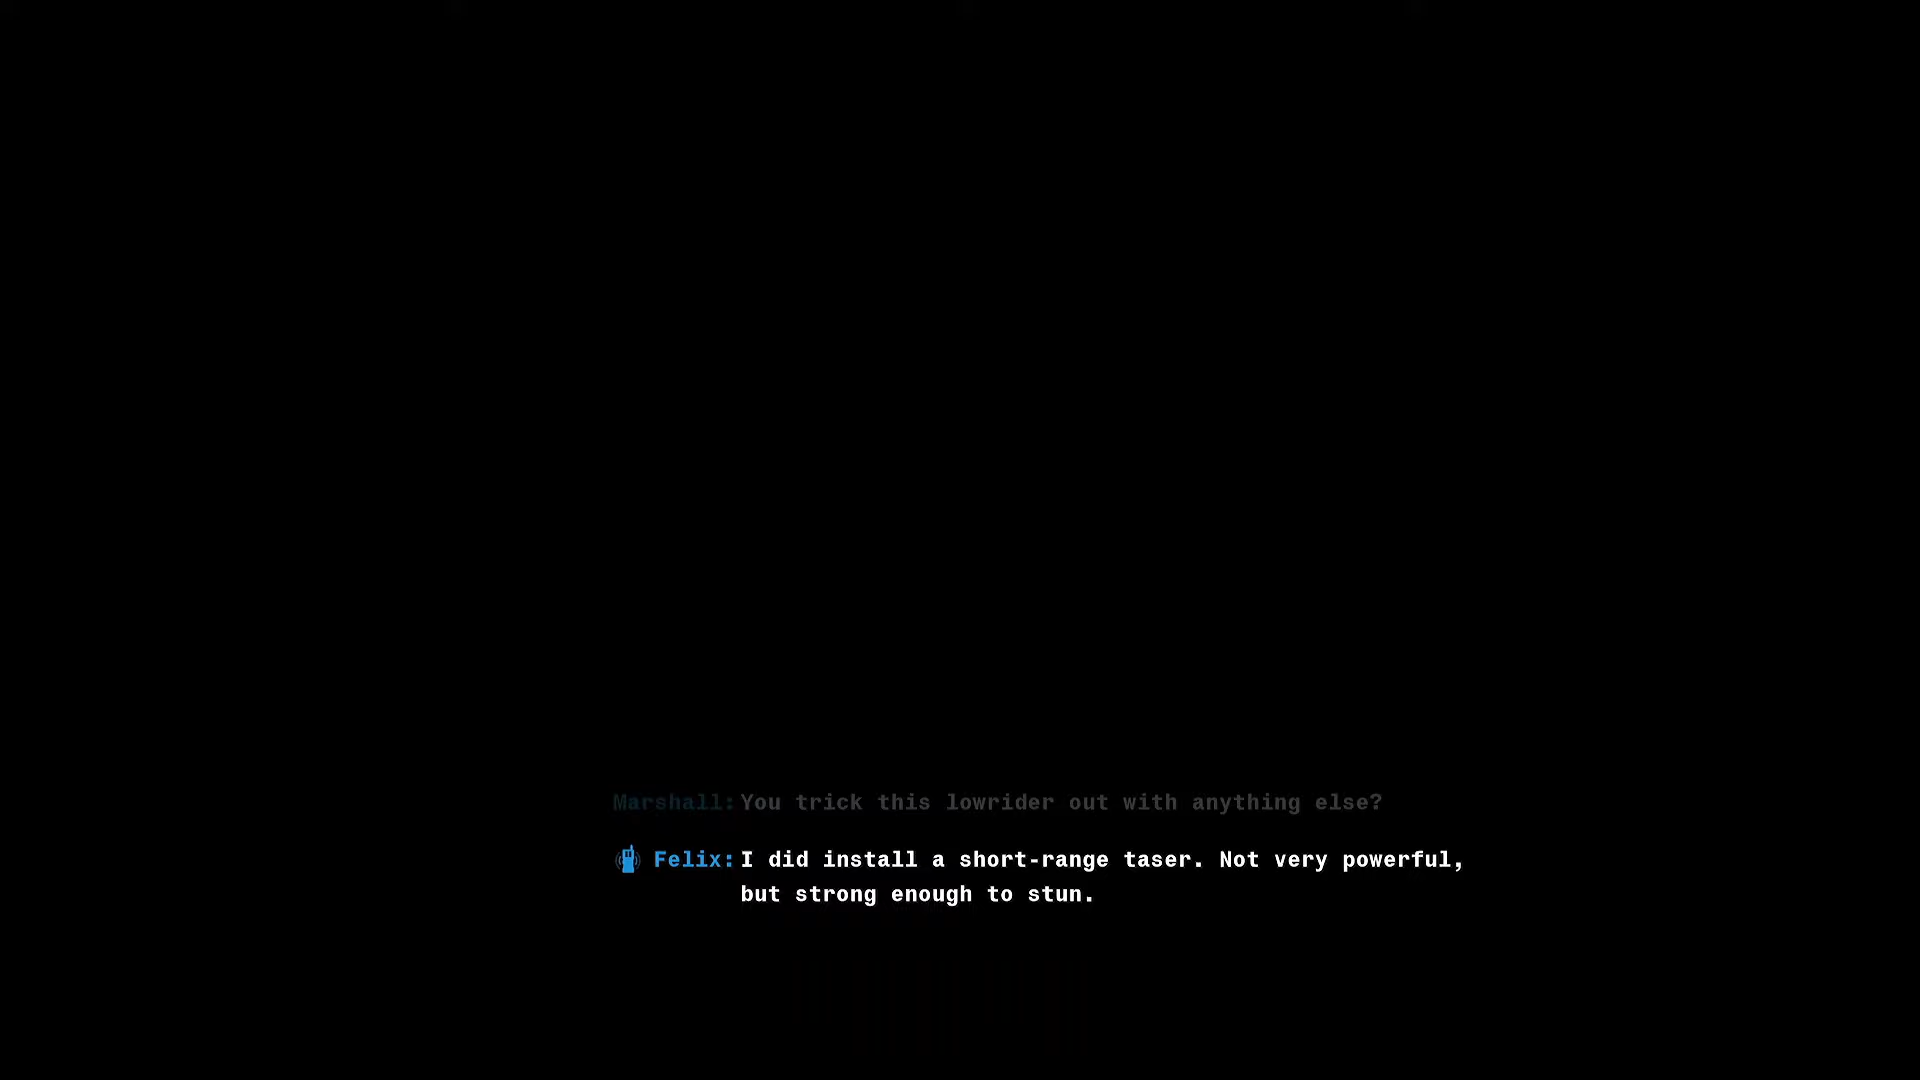 Marshall: You trick this lowrider out with anything else?
Felix: I did install a short-range taser. Not very powerful,
but strong enough to stun.